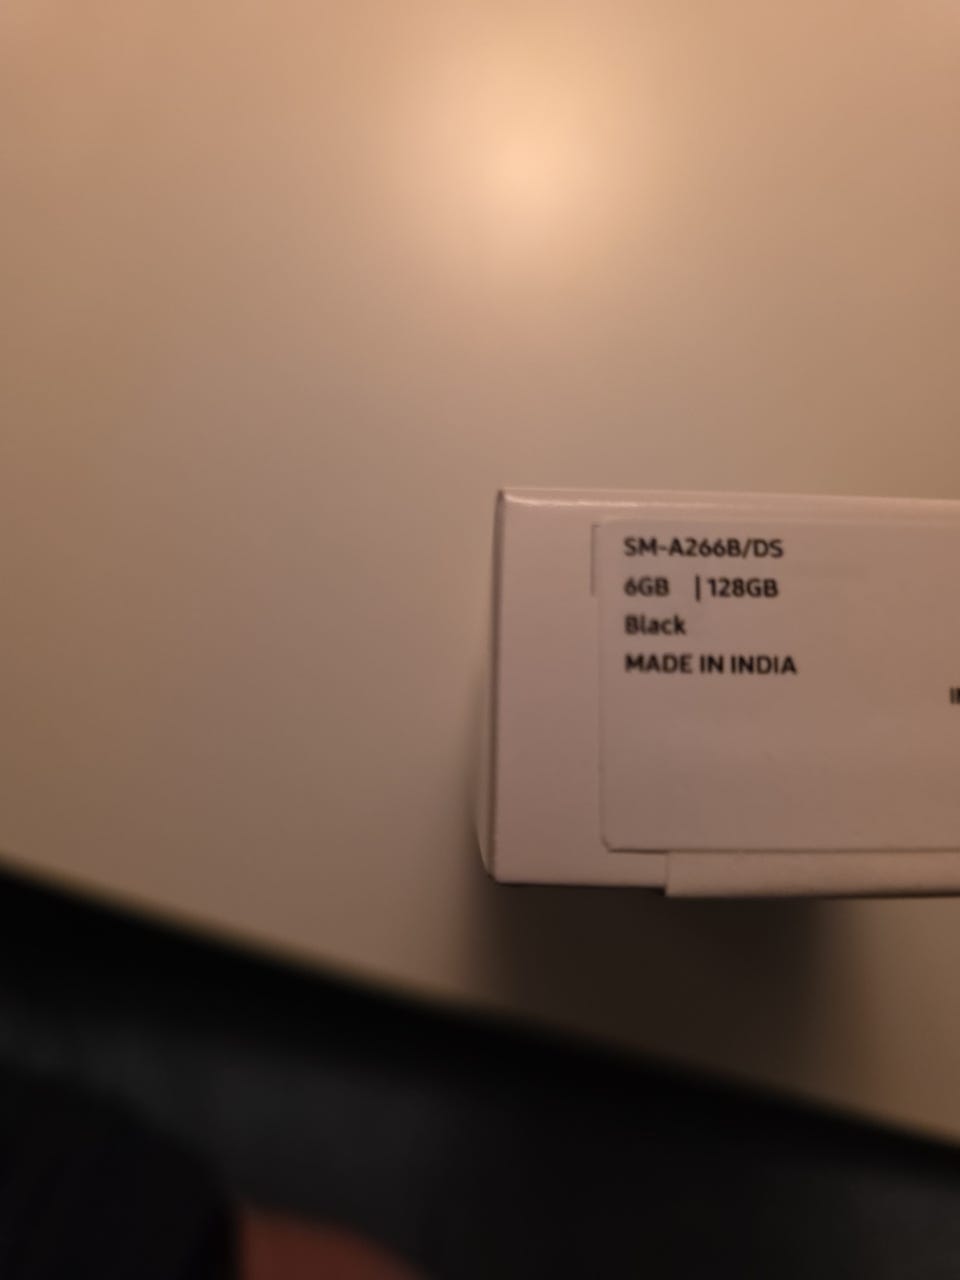 SM-A266B/DS
6GB | 128GB
Black
MADE IN INDIA